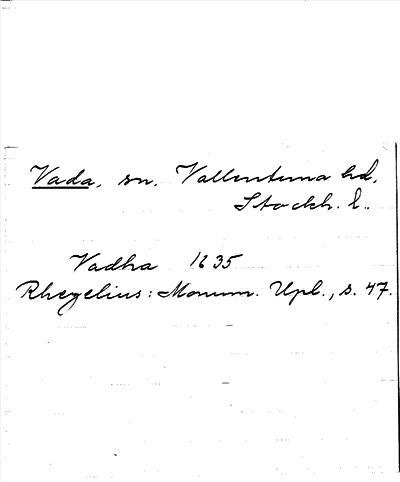 Vada, sn. Vallentuna hd,
Stockh. l.
Vadha 1635
Rhezelius: Monum. Upl., s. 47.